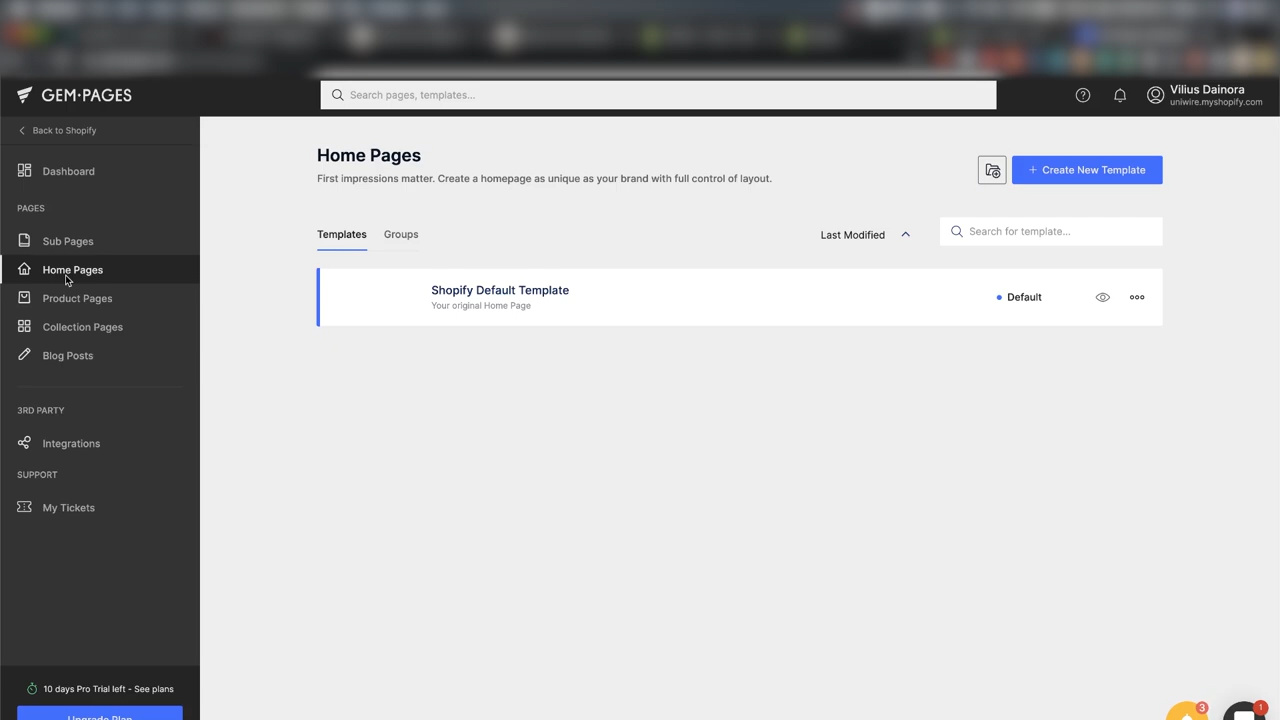 GEM·PAGES
Search pages, templates...
Vilius Dainora
uniwire.myshopify.com
Back to Shopify
Dashboard
PAGES
Sub Pages
Home Pages
Product Pages
Collection Pages
Blog Posts
3RD PARTY
Integrations
SUPPORT
My Tickets
10 days Pro Trial left - See plans
Upgrade Plan
Home Pages
First impressions matter. Create a homepage as unique as your brand with full control of layout.
+ Create New Template
Templates
Groups
Last Modified
Search for template...
Shopify Default Template
Your original Home Page
Default
3
1